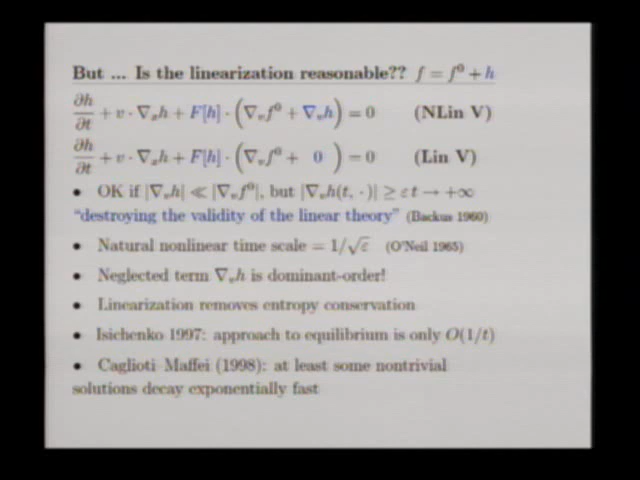 But ... Is the linearization reasonable?? f = f⁰ + h
∂h/∂t + v · ∇ₓh + F[h] · (∇ᵥf⁰ + ∇ᵥh) = 0 (NLin V)
∂h/∂t + v · ∇ₓh + F[h] · (∇ᵥf⁰ + 0 ) = 0 (Lin V)
• OK if |∇ᵥh| ≪ |∇ᵥf⁰|, but |∇ᵥh(t, ·)| ≥ ε t → +∞
"destroying the validity of the linear theory" (Backus 1960)
• Natural nonlinear time scale = 1/√ε (O'Neil 1965)
• Neglected term ∇ᵥh is dominant-order!
• Linearization removes entropy conservation
• Isichenko 1997: approach to equilibrium is only O(1/t)
• Caglioti–Maffei (1998): at least some nontrivial
solutions decay exponentially fast